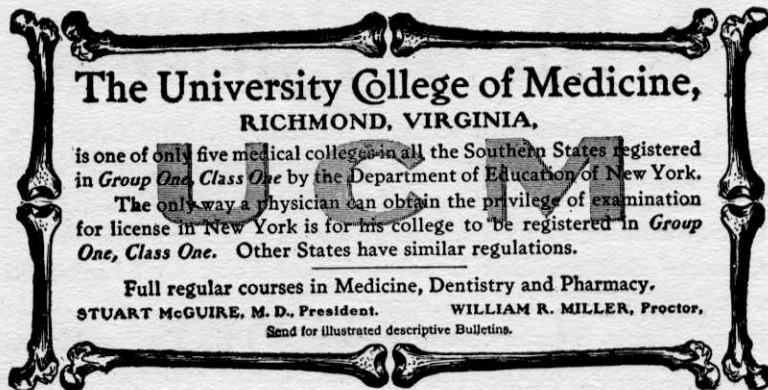 The University College of Medicine,
RICHMOND, VIRGINIA,
is one of only five medical colleges in all the Southern States registered
in Group One, Class One by the Department of Education of New York.
The only way a physician can obtain the privilege of examination
for license in New York is for his college to be registered in Group
One, Class One. Other States have similar regulations.
UCM
Full regular courses in Medicine, Dentistry and Pharmacy.
STUART McGUIRE, M. D., President. WILLIAM R. MILLER, Proctor,
Send for illustrated descriptive Bulletins.